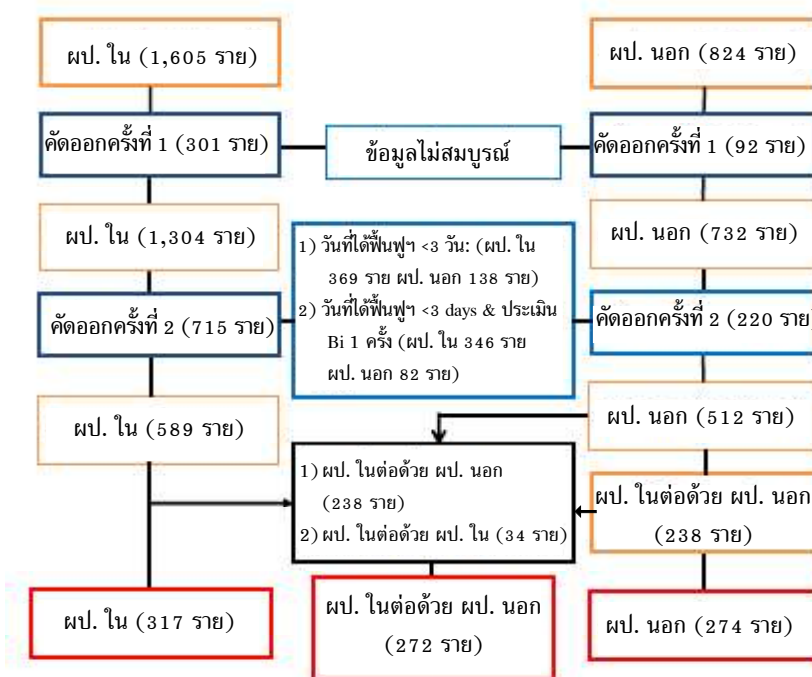 ผป. ใน (1,605 ราย)
ผป. นอก (824 ราย)
คัดออกครั้งที่ 1 (301 ราย)
ข้อมูลไม่สมบูรณ์
คัดออกครั้งที่ 1 (92 ราย)
ผป. ใน (1,304 ราย)
ผป. นอก (732 ราย)
1) วันที่ได้ฟื้นฟูฯ <3 วัน: (ผป. ใน
369 ราย ผป. นอก 138 ราย)
2) วันที่ได้ฟื้นฟูฯ <3 days & ประเมิน
Bi 1 ครั้ง (ผป. ใน 346 ราย
ผป. นอก 82 ราย)
คัดออกครั้งที่ 2 (715 ราย)
คัดออกครั้งที่ 2 (220 ราย
ผป. ใน (589 ราย)
ผป. นอก (512 ราย)
1) ผป. ในต่อด้วย ผป. นอก
(238 ราย)
2) ผป. ในต่อด้วย ผป. ใน (34 ราย)
ผป. ในต่อด้วย ผป. นอก
(238 ราย)
ผป. ใน (317 ราย)
ผป. ในต่อด้วย ผป. นอก
(272 ราย)
ผป. นอก (274 ราย)